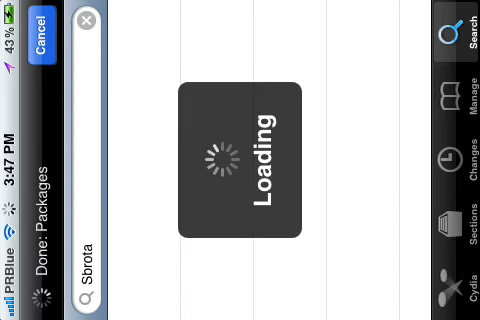 PRBlue 3:47 PM 43%
Done: Packages Cancel
Sbrota
Loading
Cydia Sections Changes Manage Search